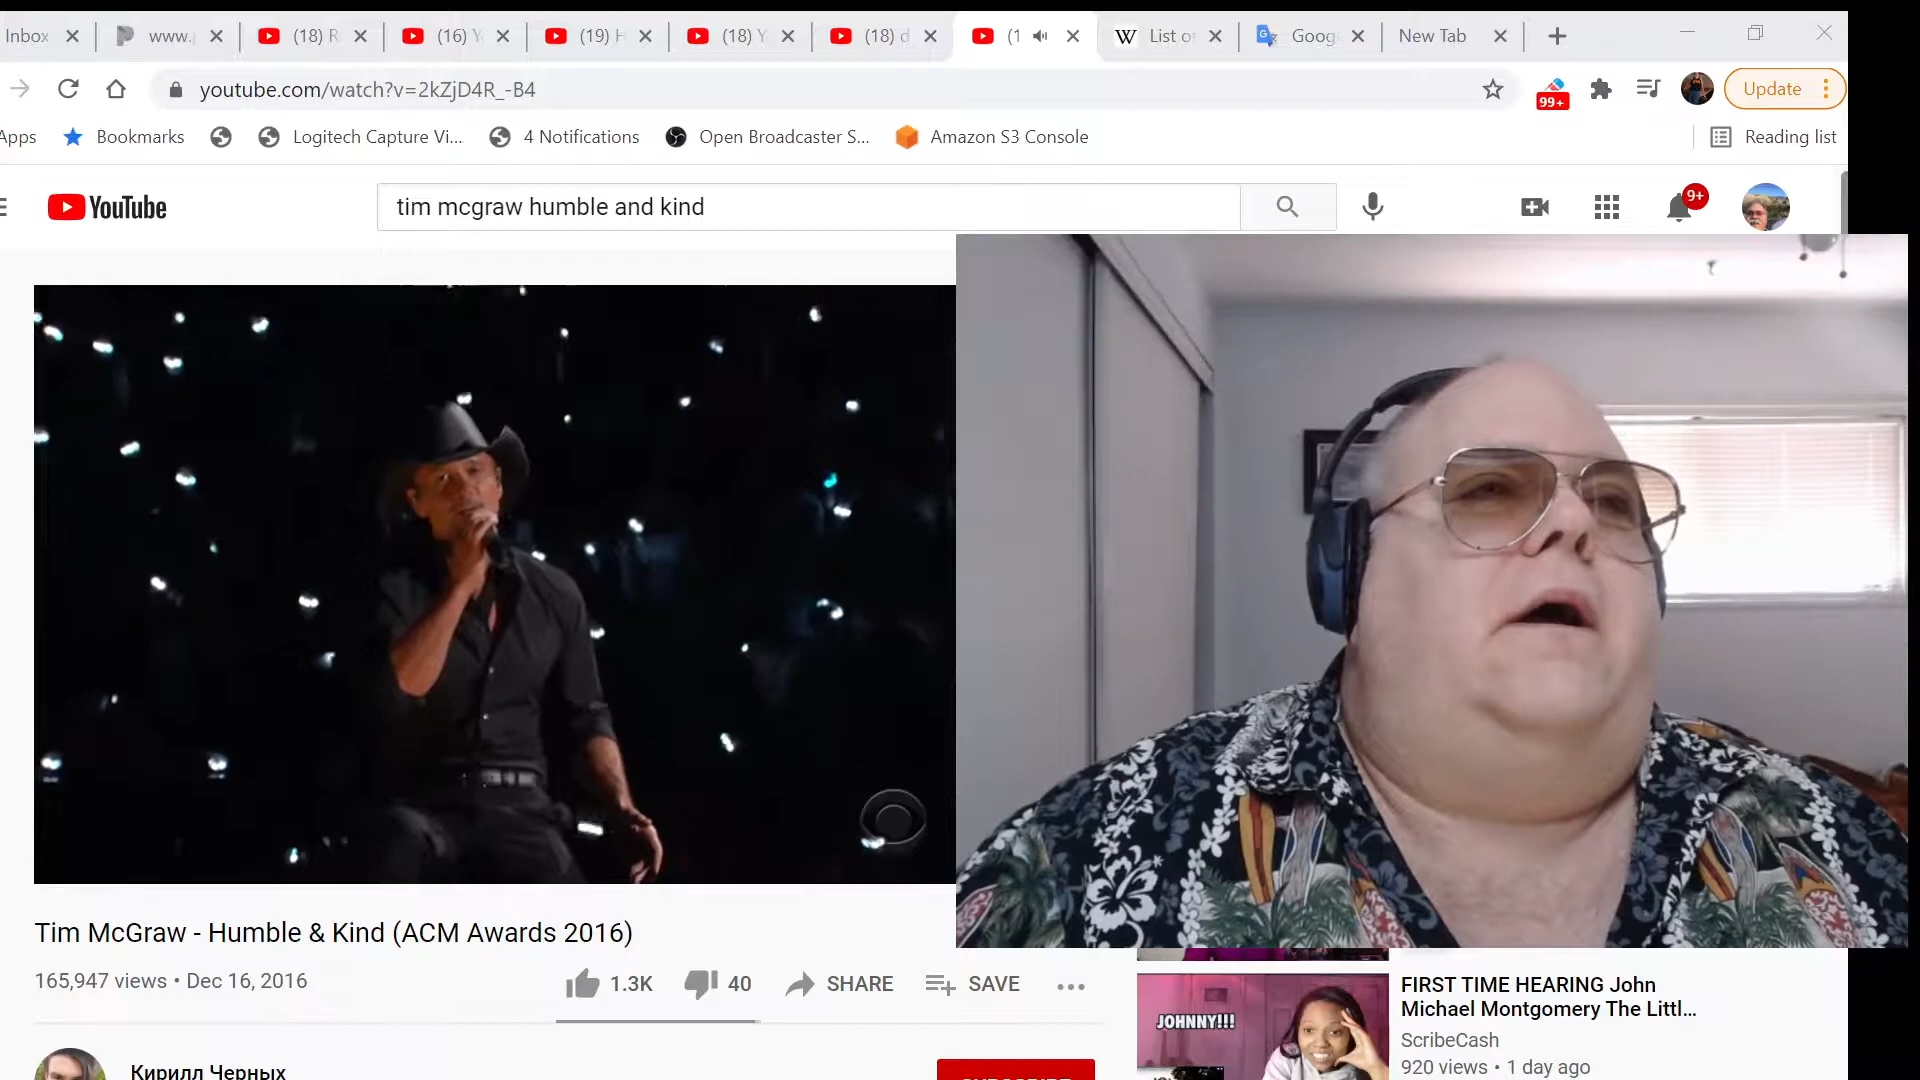 Inbox
www.
(18) R
(16) Y
(19) H
(18) Y
(18) d
(1
W
List o
Goog
New Tab
youtube.com/watch?v=2kZjD4R_-B4
99+
Update
Apps
Bookmarks
Logitech Capture Vi...
4 Notifications
Open Broadcaster S...
Amazon S3 Console
Reading list
YouTube
tim mcgraw humble and kind
9+
Tim McGraw - Humble & Kind (ACM Awards 2016)
165,947 views • Dec 16, 2016
1.3K
40
SHARE
SAVE
JOHNNY!!!
FIRST TIME HEARING John
Michael Montgomery The Littl...
ScribeCash
920 views • 1 day ago
Кирилл Черных
SUBSCRIBE